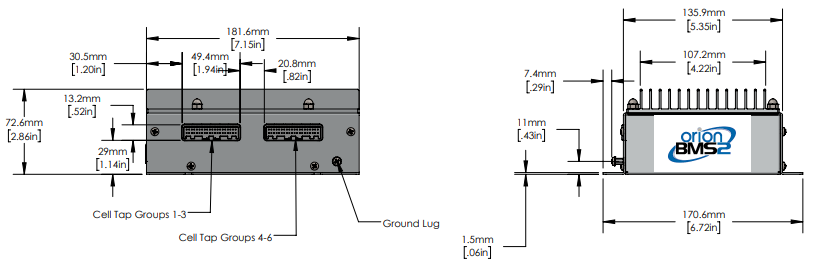 181.6mm
[7.15in]
30.5mm
[1.20in]
49.4mm
[1.94in]
20.8mm
[.82in]
13.2mm
[.52in]
72.6mm
[2.86in]
29mm
[1.14in]
Cell Tap Groups 1-3
Cell Tap Groups 4-6
Ground Lug
135.9mm
[5.35in]
107.2mm
[4.22in]
7.4mm
[.29in]
11mm
[.43in]
orion
BMS2
1.5mm
[.06in]
170.6mm
[6.72in]